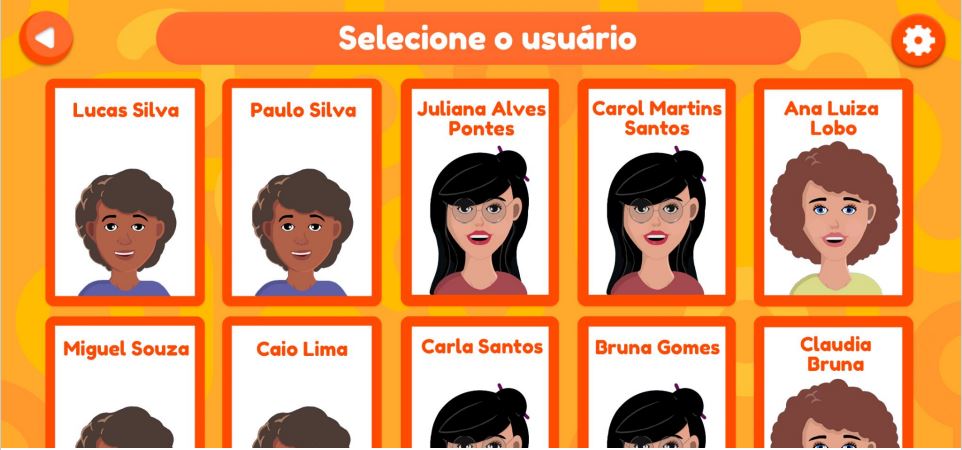 Selecione o usuário
Lucas Silva
Paulo Silva
Juliana Alves
Pontes
Carol Martins
Santos
Ana Luiza
Lobo
Miguel Souza
Caio Lima
Carla Santos
Bruna Gomes
Claudia
Bruna